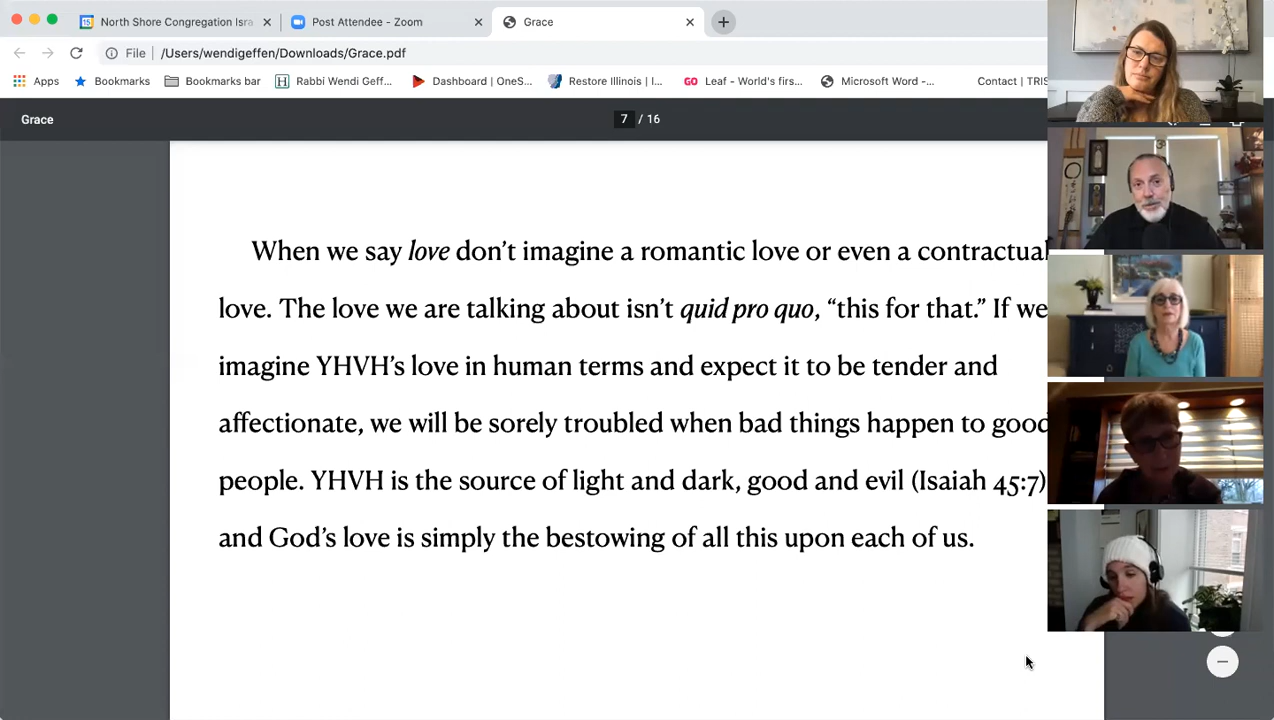 North Shore Congregation Isra
Post Attendee - Zoom
Grace
File
/Users/wendigeffen/Downloads/Grace.pdf
Apps
Bookmarks
Bookmarks bar
Rabbi Wendi Geff...
Dashboard | OneS...
Restore Illinois | I...
GO
Leaf - World's first...
Microsoft Word -...
Contact | TRIS
Grace
7 / 16
When we say love don’t imagine a romantic love or even a contractual
love. The love we are talking about isn’t quid pro quo, “this for that.” If we
imagine YHVH’s love in human terms and expect it to be tender and
affectionate, we will be sorely troubled when bad things happen to good
people. YHVH is the source of light and dark, good and evil (Isaiah 45:7)
and God’s love is simply the bestowing of all this upon each of us.